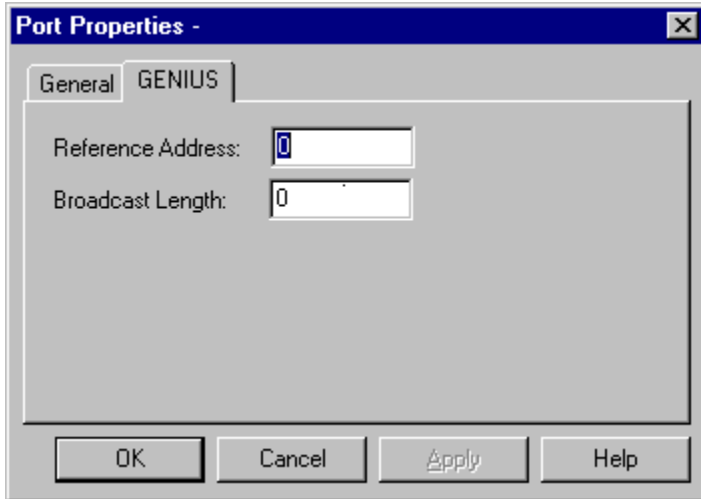 Port Properties -
General GENIUS
Reference Address: 0
Broadcast Length: 0
OK Cancel Apply Help